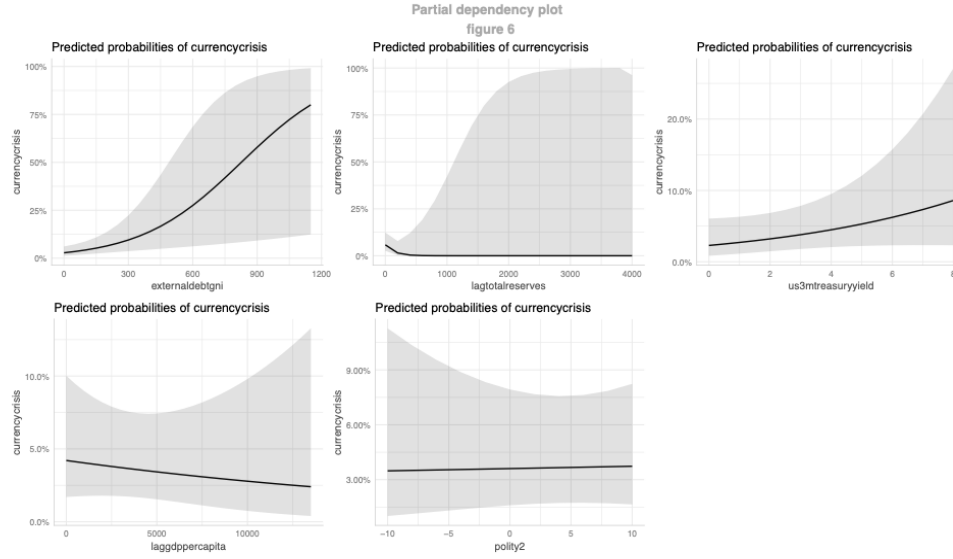 Partial dependency plot
figure 6
Predicted probabilities of currencycrisis
100%
75%
50%
25%
0%
currencycrisis
0 300 600 900 1200
externaldebtgni
Predicted probabilities of currencycrisis
100%
75%
50%
25%
0%
currencycrisis
0 1000 2000 3000 4000
lagtotalreserves
Predicted probabilities of currencycrisis
20.0%
10.0%
0.0%
currencycrisis
0 2 4 6 8
us3mtreasuryyield
Predicted probabilities of currencycrisis
10.0%
5.0%
0.0%
currencycrisis
0 5000 10000
laggdppercapita
Predicted probabilities of currencycrisis
9.00%
6.00%
3.00%
currencycrisis
−10 −5 0 5 10
polity2